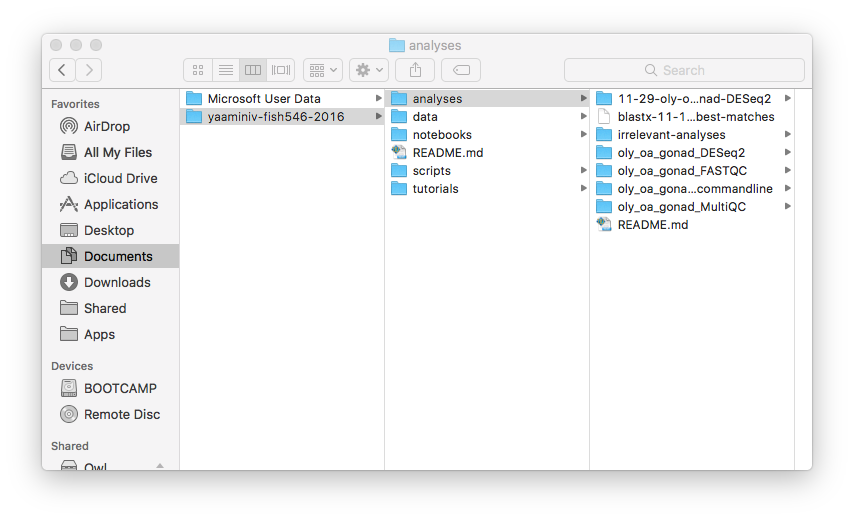 analyses
Search
Favorites
AirDrop
All My Files
iCloud Drive
Applications
Desktop
Documents
Downloads
Shared
Apps
Devices
BOOTCAMP
Remote Disc
Shared
Owl
Microsoft User Data
yaaminiv-fish546-2016
analyses
data
notebooks
README.md
scripts
tutorials
11-29-oly-o...nad-DESeq2
blastx-11-1...best-matches
irrelevant-analyses
oly_oa_gonad_DESeq2
oly_oa_gonad_FASTQC
oly_oa_gona...commandline
oly_oa_gonad_MultiQC
README.md